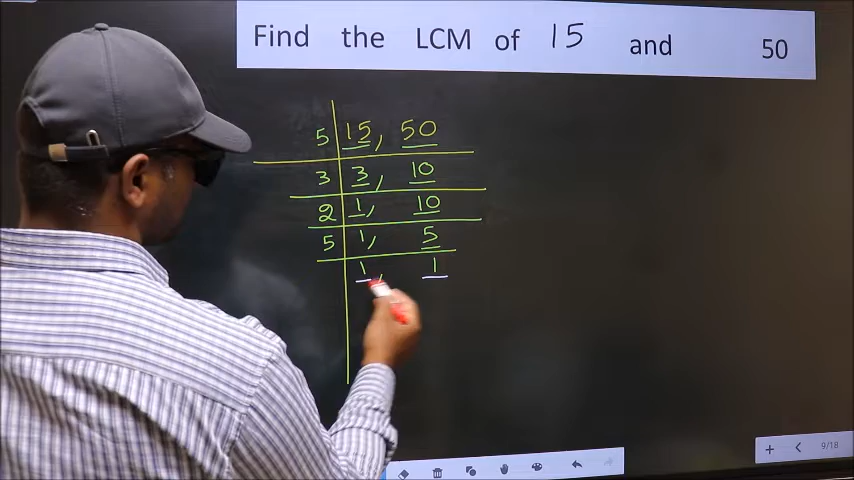 Find the LCM of 15 and 50
5 15, 50
3 3, 10
2 1, 10
5 1, 5
1, 1
9/18